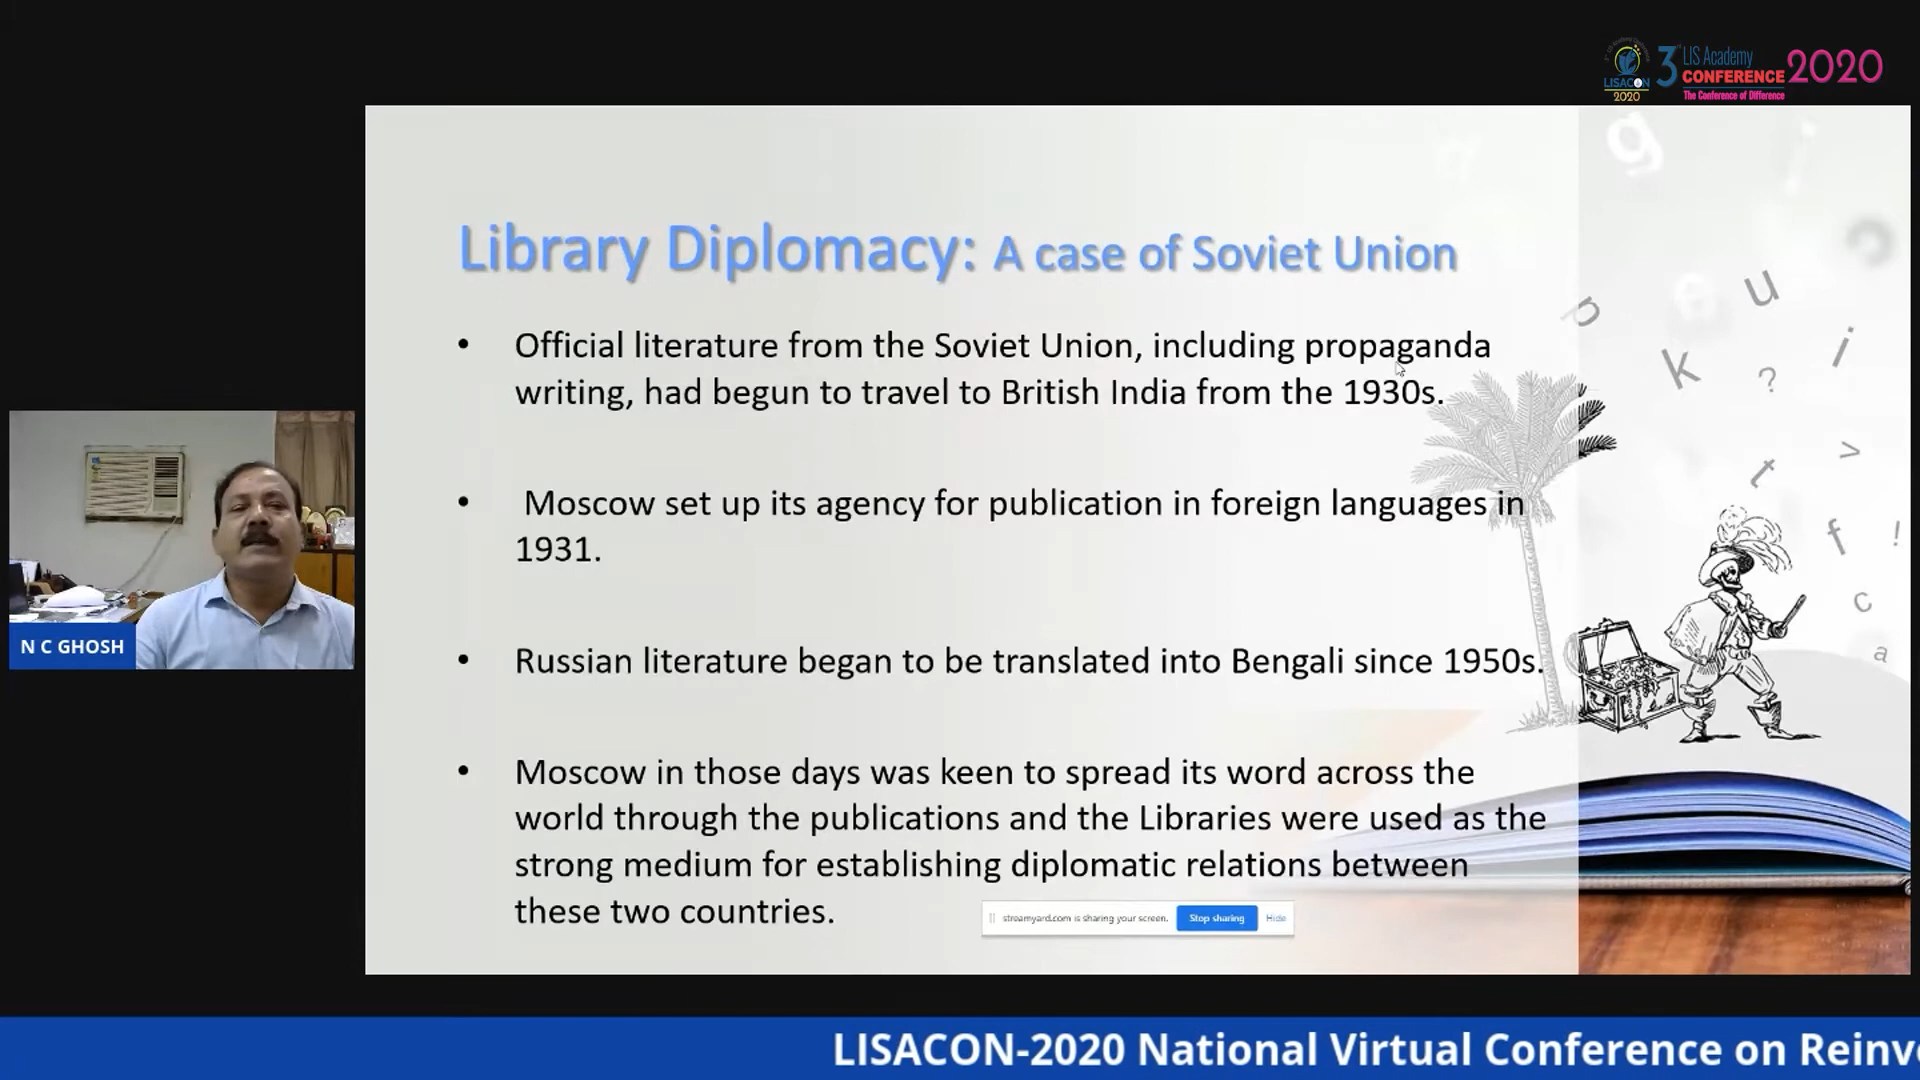 LISACON
2020
3rd LIS Academy
CONFERENCE 2020
The Conference of Difference
Library Diplomacy: A case of Soviet Union
• Official literature from the Soviet Union, including propaganda
writing, had begun to travel to British India from the 1930s.
• Moscow set up its agency for publication in foreign languages in
1931.
• Russian literature began to be translated into Bengali since 1950s.
• Moscow in those days was keen to spread its word across the
world through the publications and the Libraries were used as the
strong medium for establishing diplomatic relations between
these two countries.
N C GHOSH
streamyard.com is sharing your screen. Stop sharing Hide
LISACON-2020 National Virtual Conference on Reinv